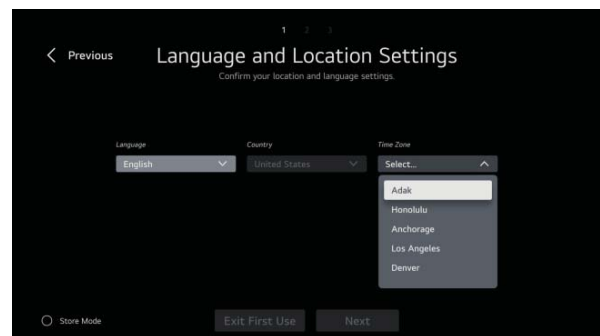 1 2 3
Previous
Language and Location Settings
Confirm your location and language settings.
Language
Country
Time Zone
English
United States
Select...
Adak
Honolulu
Anchorage
Los Angeles
Denver
Store Mode
Exit First Use
Next